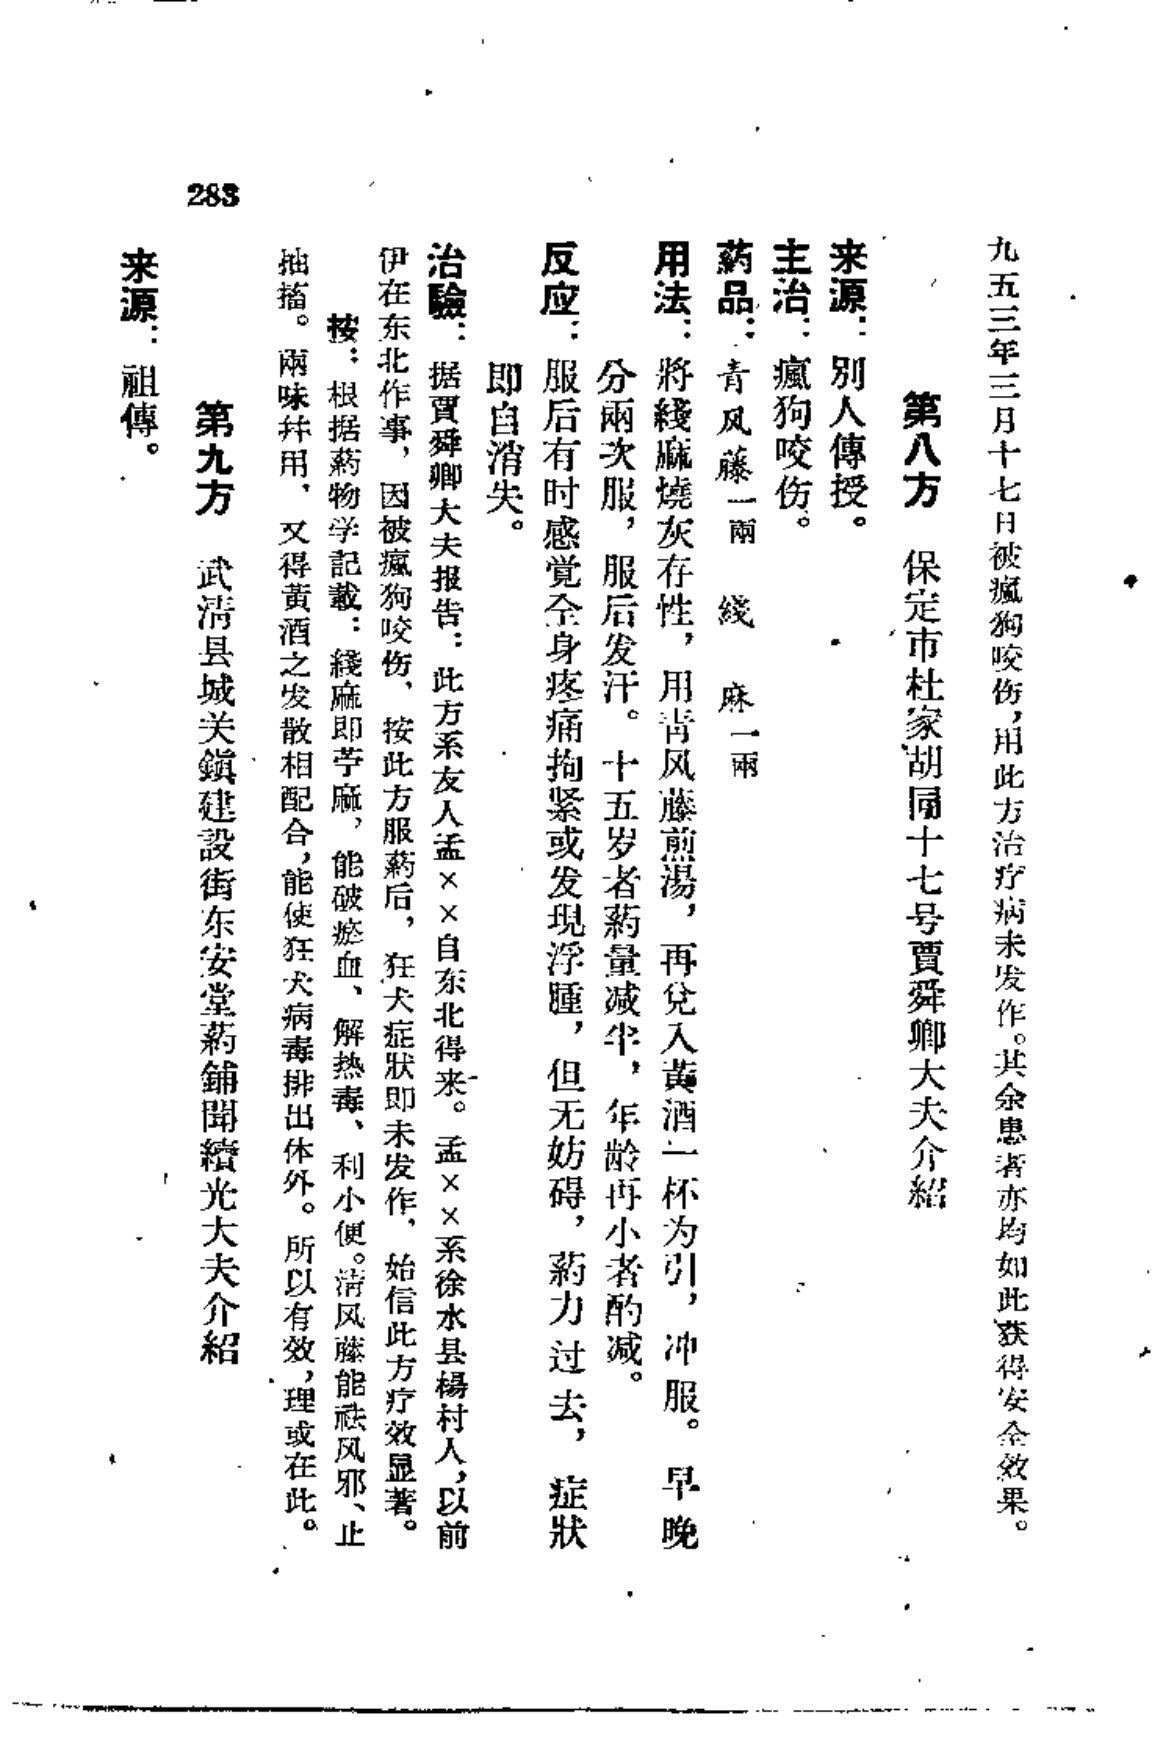 九五三年三月十七日被瘋狗咬伤，用此方治疗病未发作。其余患者亦均如此获得安全效果。
第八方　保定市杜家胡同十七号賈舜卿大夫介紹
来源：別人傳授。
主治：瘋狗咬伤。
葯品：青风藤一兩　綫麻一兩
用法：將綫麻燒灰存性，用青风藤煎湯，再兌入黃酒一杯为引，冲服。早晚
分兩次服，服后发汗。十五岁者葯量减半，年龄再小者酌减。
反应：服后有时感觉全身疼痛拘紧或发現浮腫，但无妨碍，葯力过去，症狀
即自消失。
治驗：据賈舜卿大夫报告：此方系友人孟××自东北得来。孟××系徐水县楊村人，以前
伊在东北作事，因被瘋狗咬伤、按此方服葯后，狂犬症狀即未发作，始信此方疗效显著。
按：根据葯物学記載：綫麻即苧麻，能破瘀血、解热毒、利小便。清风藤能祛风邪、止
抽搐。兩味幷用，又得黃酒之发散相配合，能使狂犬病毒排出体外。所以有效，理或在此。
第九方　武清县城关鎭建設街东安堂葯鋪聞續光大夫介紹
来源：祖傳。
283